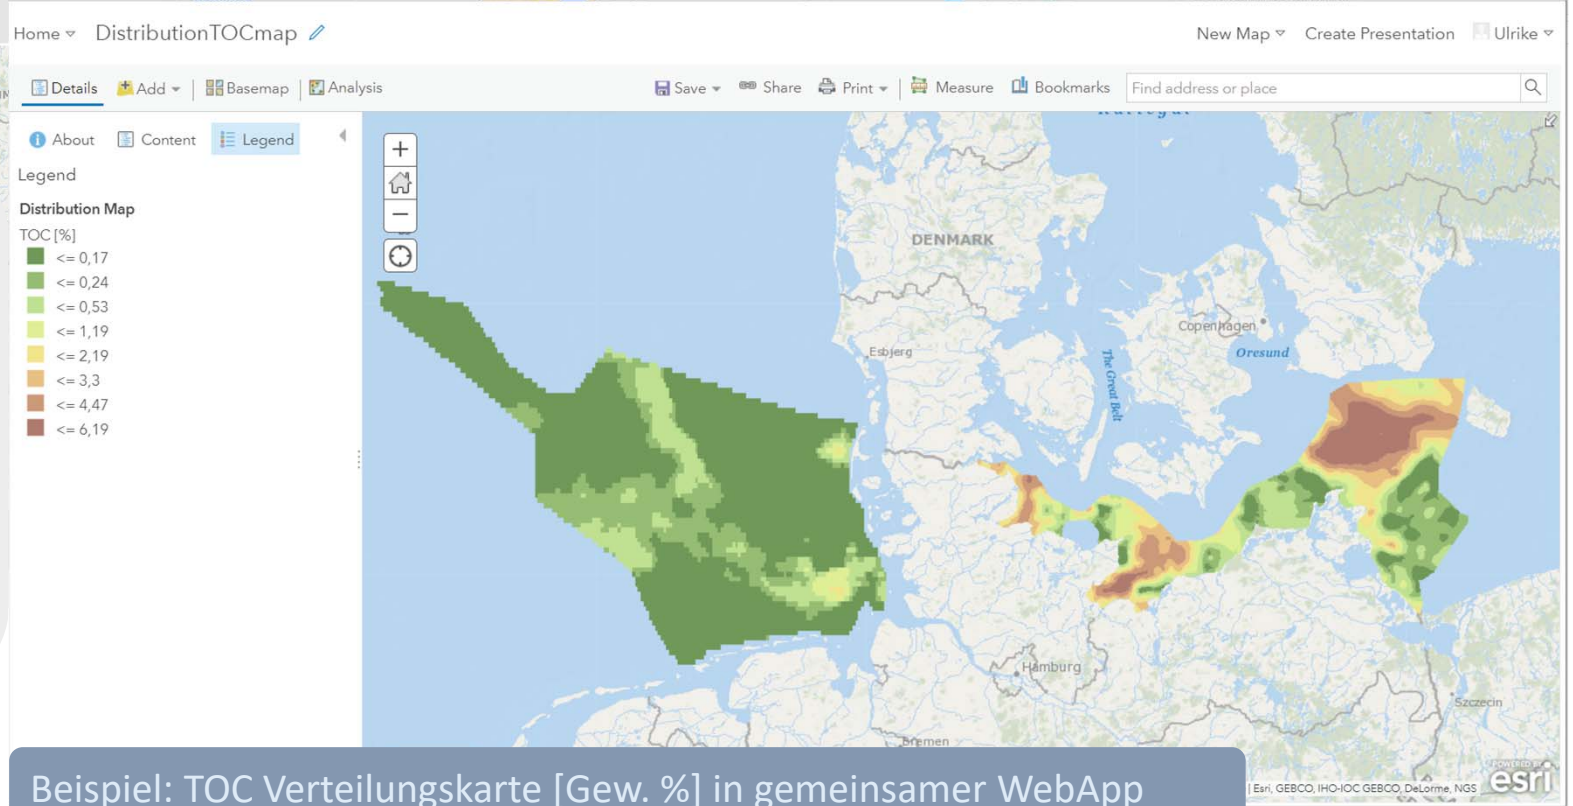 Home DistributionTOCmap New Map Create Presentation Ulrike
Details Add Basemap Analysis Save Share Print Measure Bookmarks Find address or place
About Content Legend
Legend
Distribution Map
TOC [%]
<= 0,17
<= 0,24
<= 0,53
<= 1,19
<= 2,19
<= 3,3
<= 4,47
<= 6,19
DENMARK
Copenhagen
Oresund
Esbjerg
The Great Belt
Hamburg
Szczecin
Bremen
POWERED BY
esri
Esri, GEBCO, IHO-IOC GEBCO, DeLorme, NGS
Beispiel: TOC Verteilungskarte [Gew. %] in gemeinsamer WebApp